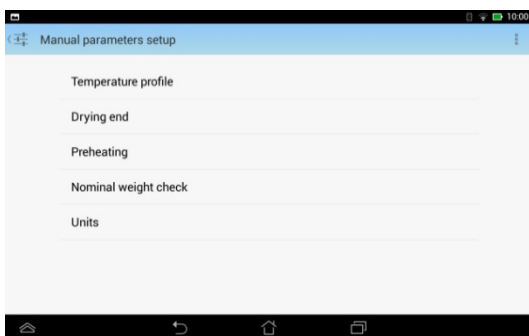 10:00
Manual parameters setup
Temperature profile
Drying end
Preheating
Nominal weight check
Units